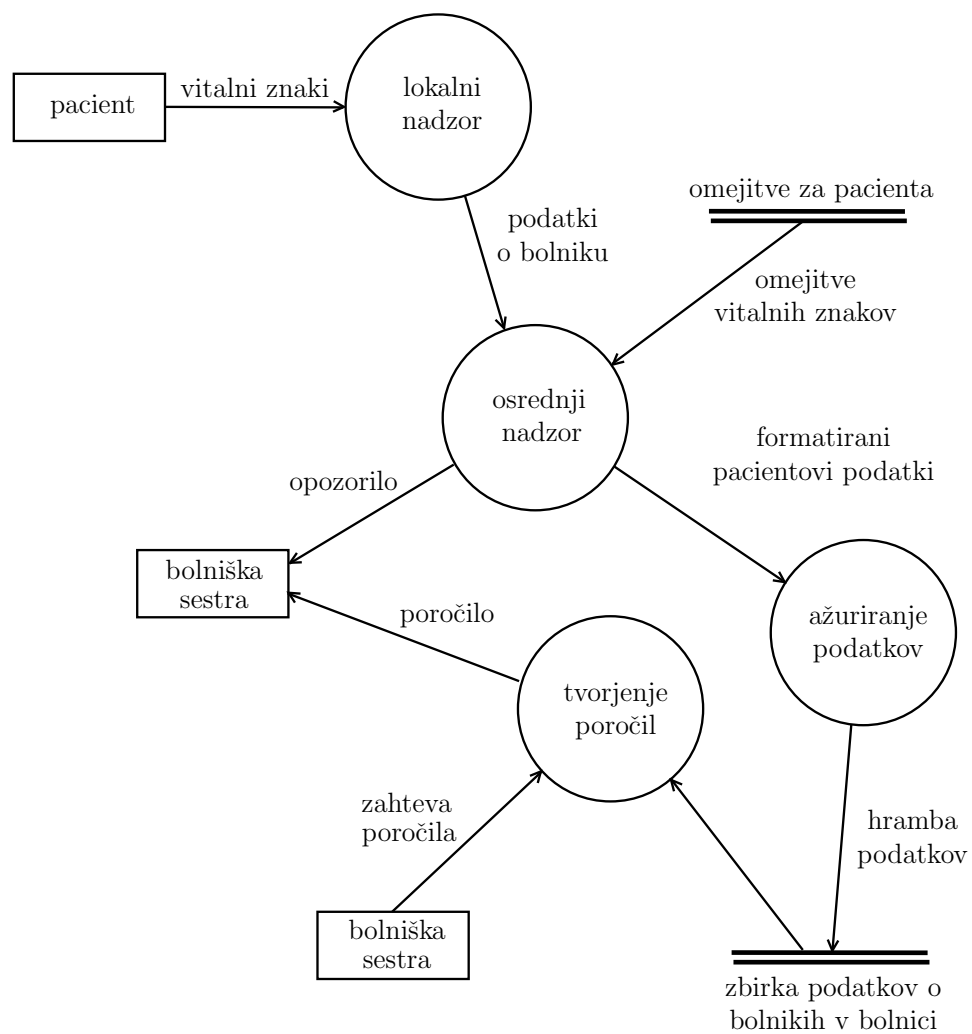 pacient
vitalni znaki
lokalni
nadzor
omejitve za pacienta
podatki
o bolniku
omejitve
vitalnih znakov
osrednji
nadzor
formatirani
pacientovi podatki
opozorilo
bolniška
sestra
poročilo
ažuriranje
podatkov
tvorjenje
poročil
zahteva
poročila
hramba
podatkov
bolniška
sestra
zbirka podatkov o
bolnikih v bolnici